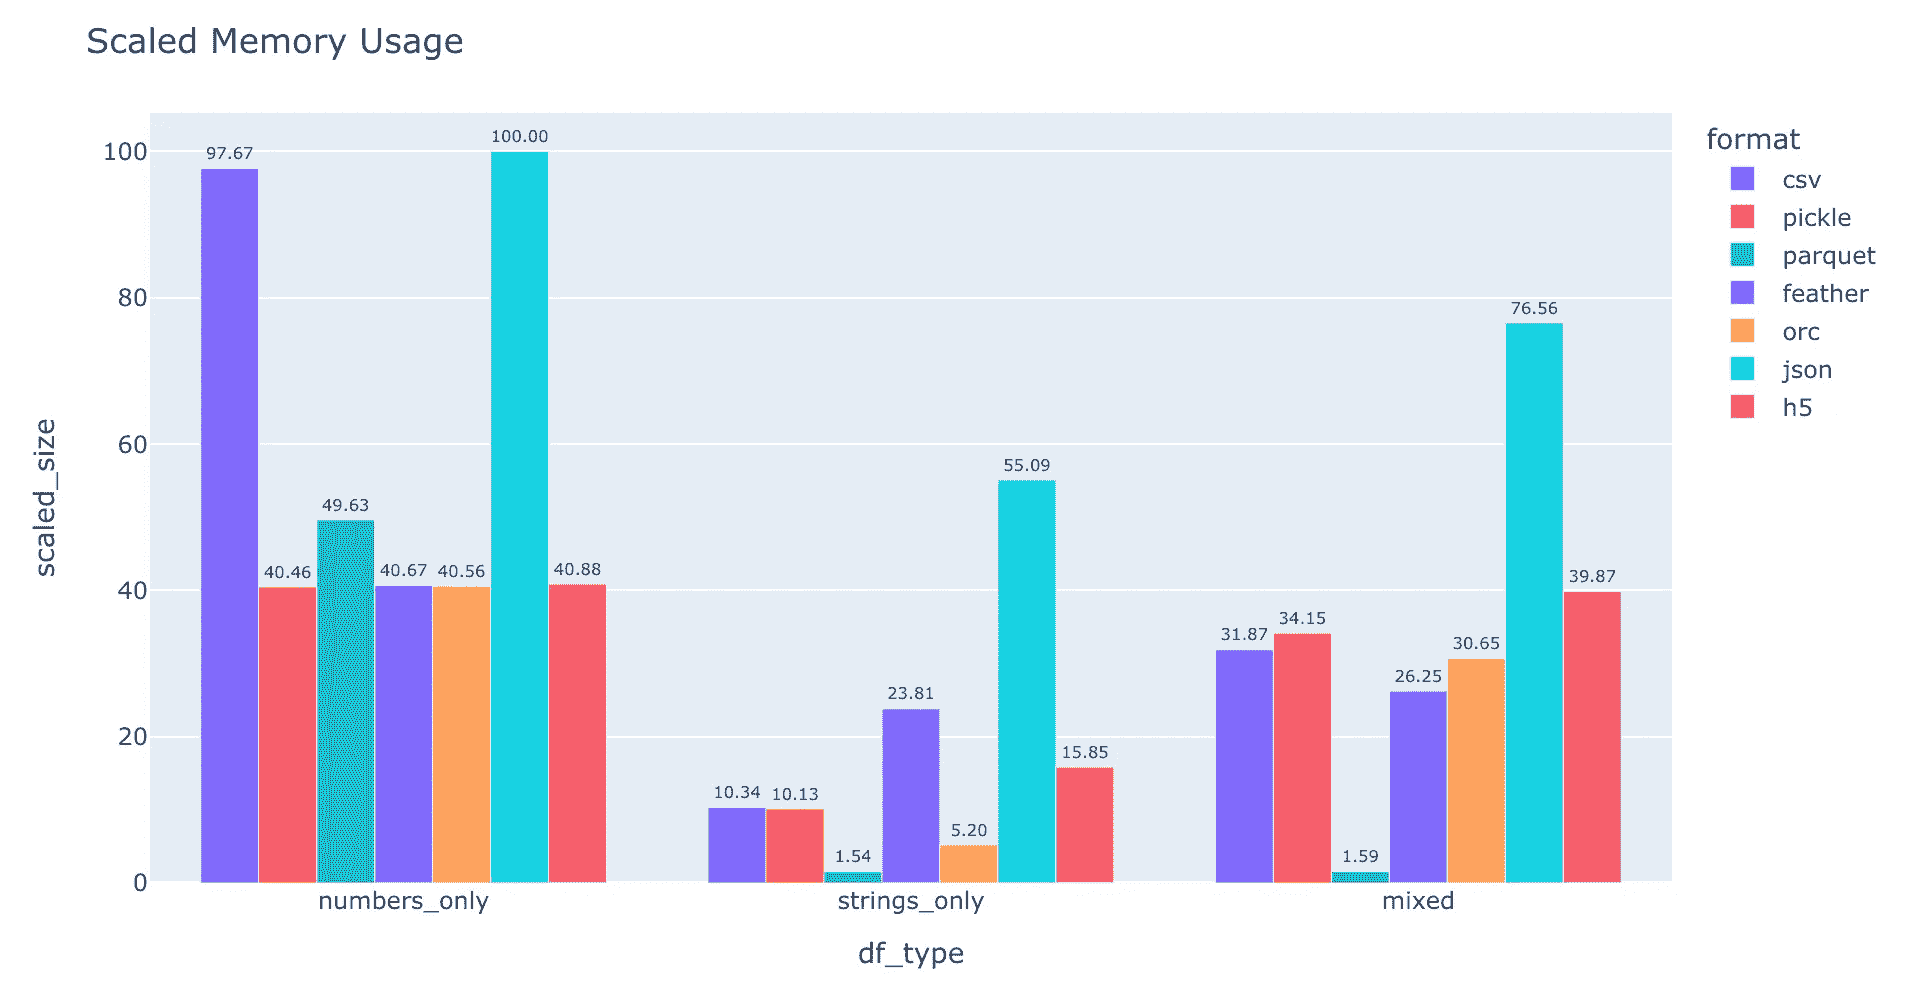 Scaled Memory Usage
format
csv
pickle
parquet
feather
orc
json
h5
scaled_size
100
80
60
40
20
0
97.67
40.46
49.63
40.67
40.56
100.00
40.88
10.34
10.13
1.54
23.81
5.20
55.09
15.85
31.87
34.15
1.59
26.25
30.65
76.56
39.87
numbers_only
strings_only
mixed
df_type